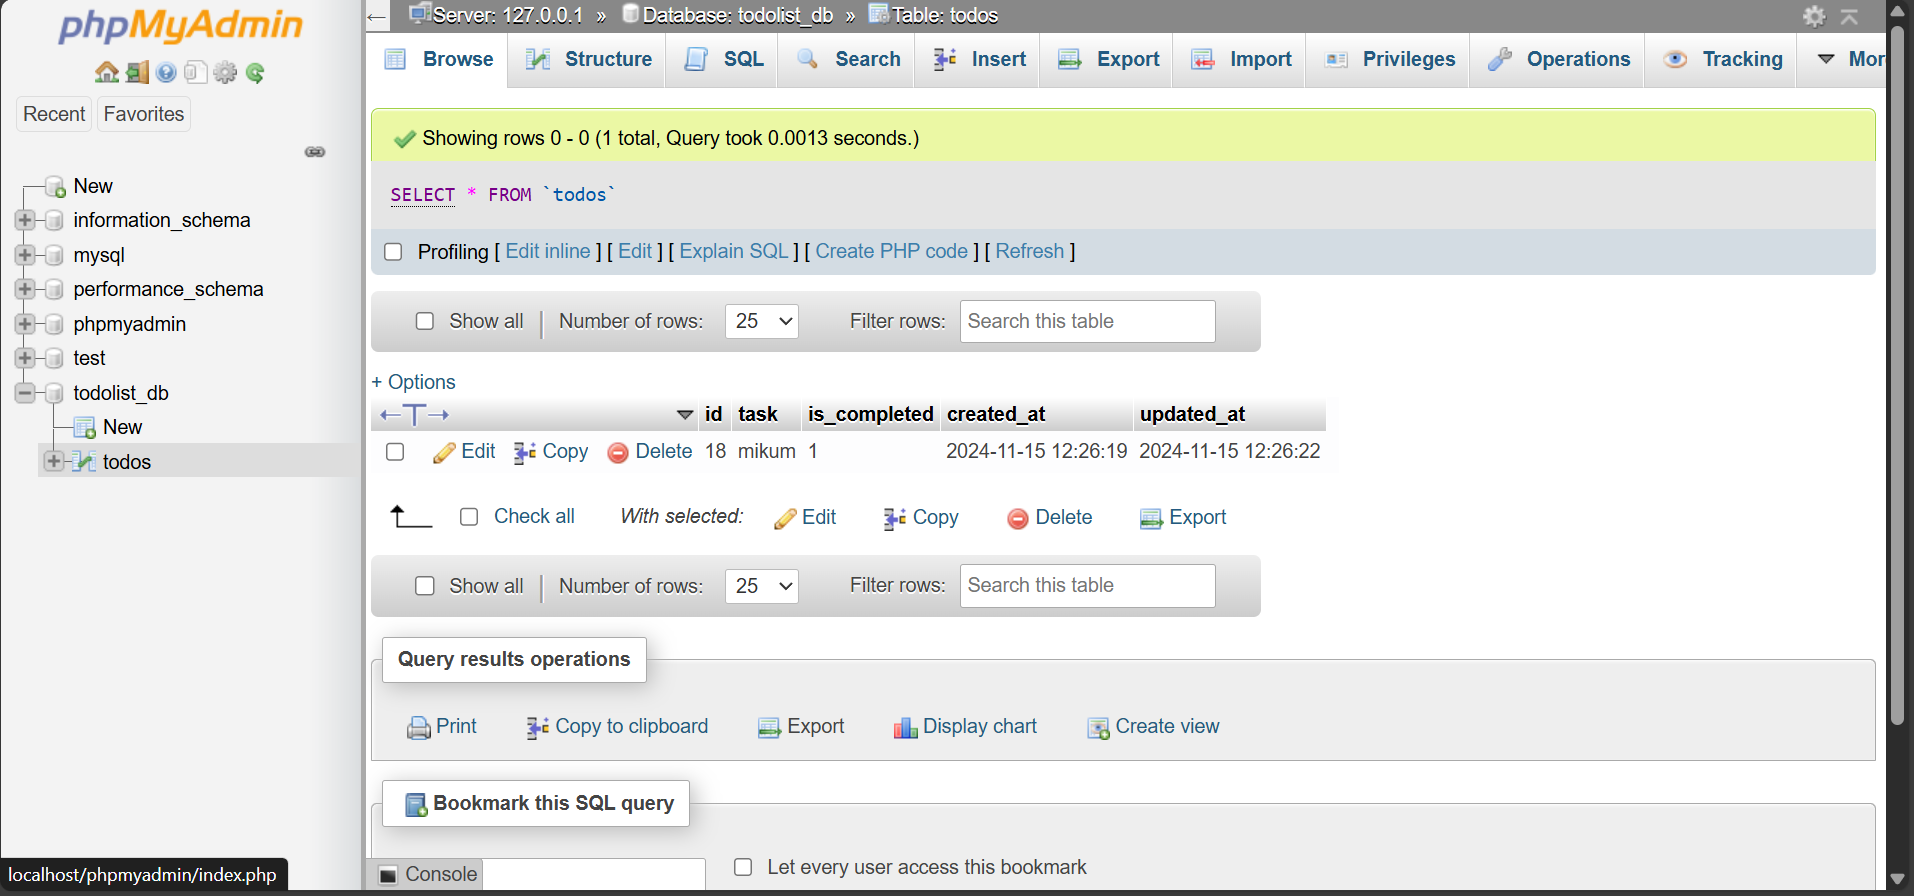 phpMyAdmin
Recent
Favorites
New
information_schema
mysql
performance_schema
phpmyadmin
test
todolist_db
New
todos
localhost/phpmyadmin/index.php
Server: 127.0.0.1 » Database: todolist_db » Table: todos
Browse Structure SQL Search Insert Export Import Privileges Operations Tracking Mor
Showing rows 0 - 0 (1 total, Query took 0.0013 seconds.)
SELECT * FROM `todos`
Profiling [ Edit inline ] [ Edit ] [ Explain SQL ] [ Create PHP code ] [ Refresh ]
Show all | Number of rows: 25 Filter rows: Search this table
+ Options
←T→ id task is_completed created_at updated_at
Edit Copy Delete 18 mikum 1 2024-11-15 12:26:19 2024-11-15 12:26:22
Check all With selected: Edit Copy Delete Export
Show all | Number of rows: 25 Filter rows: Search this table
Query results operations
Print Copy to clipboard Export Display chart Create view
Bookmark this SQL query
Console
Let every user access this bookmark